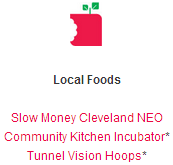 Local Foods
Slow Money Cleveland NEO
Community Kitchen Incubator*
Tunnel Vision Hoops*